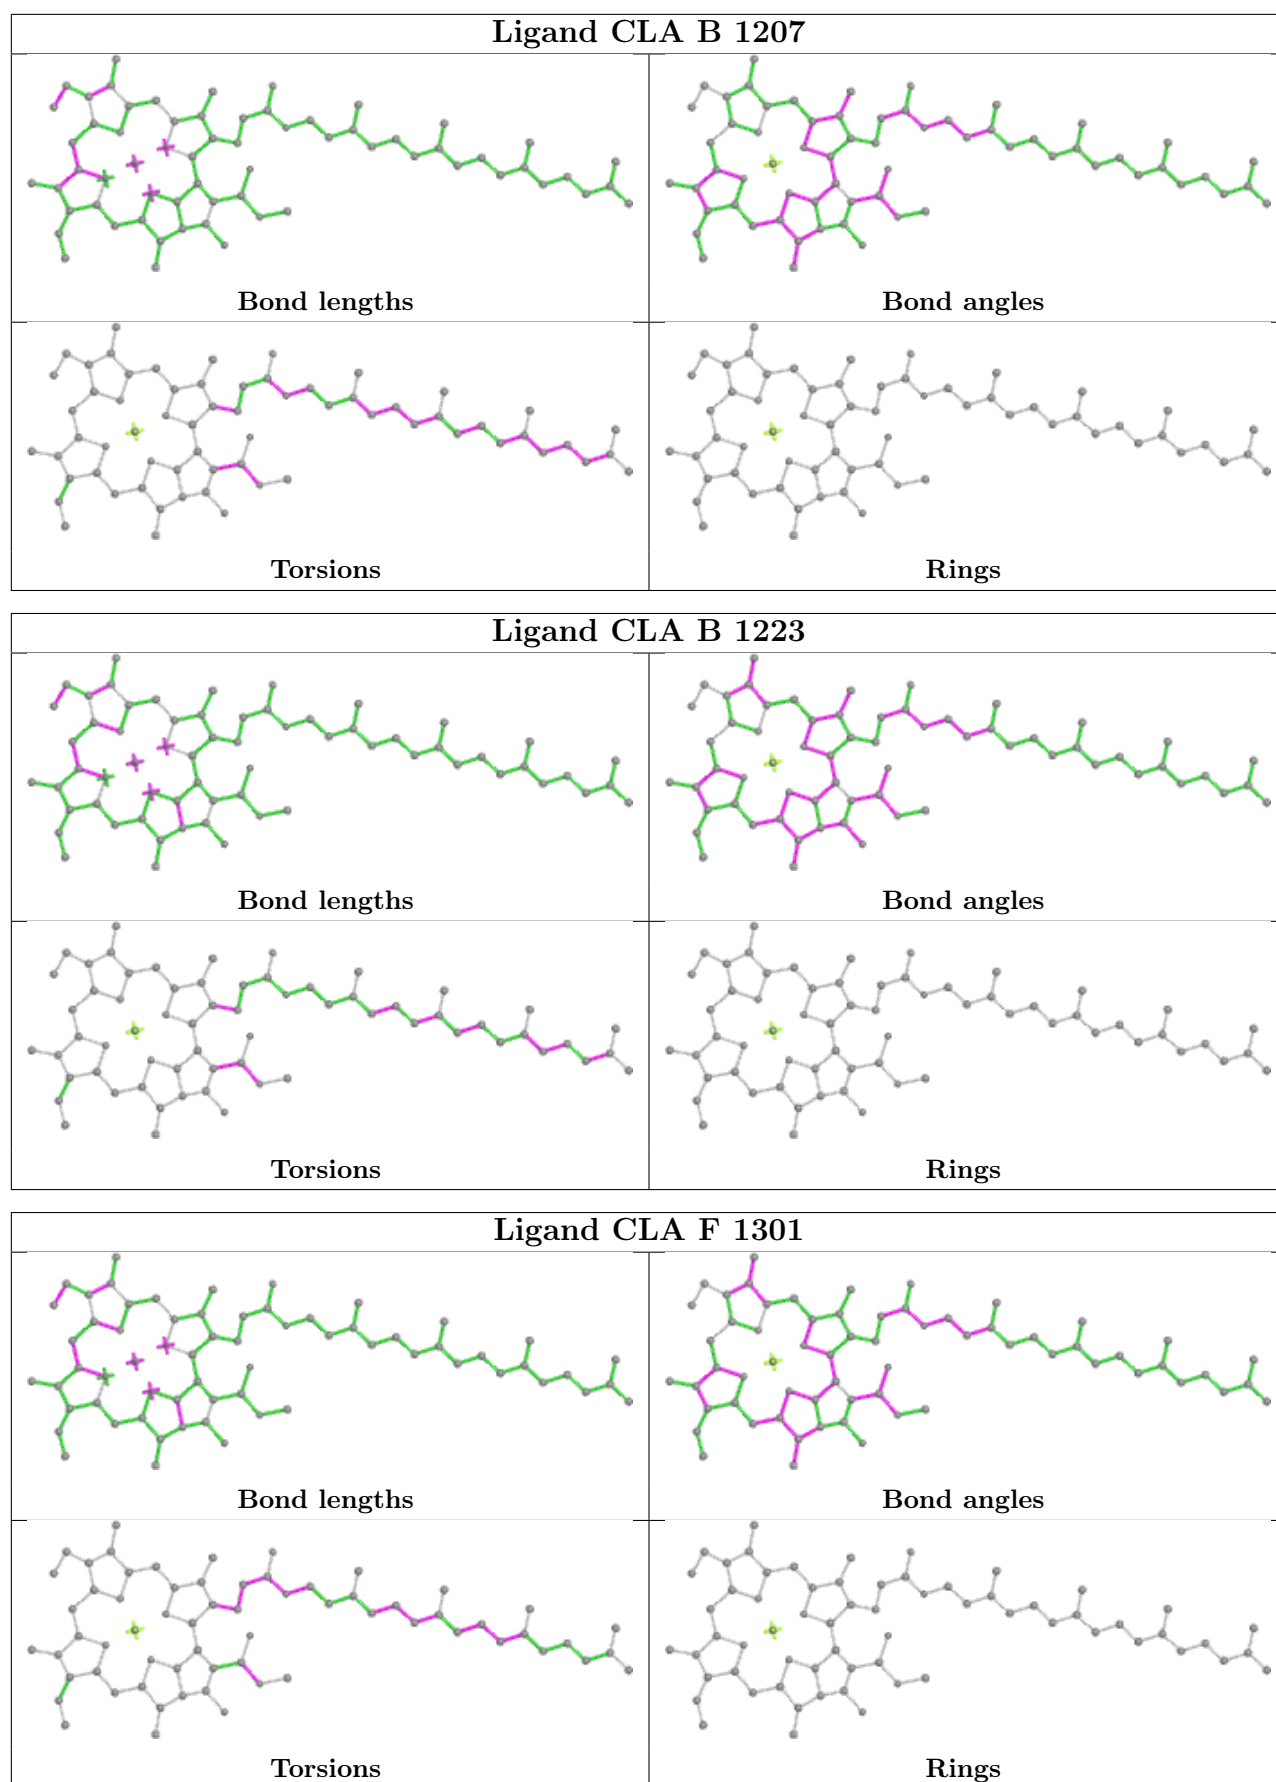 Ligand CLA B 1207
Bond lengths
Bond angles
Torsions
Rings
Ligand CLA B 1223
Bond lengths
Bond angles
Torsions
Rings
Ligand CLA F 1301
Bond lengths
Bond angles
Torsions
Rings